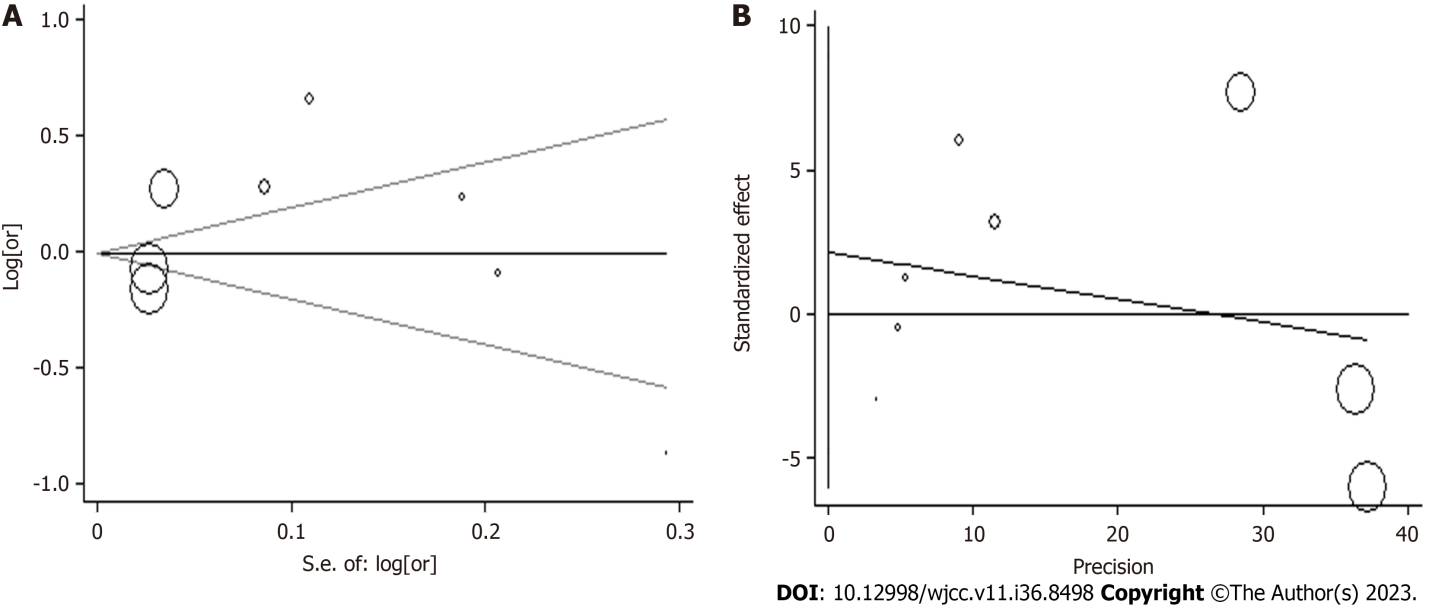 A
1.0
0.5
0.0
-0.5
-1.0
Log[or]
0
0.1
0.2
0.3
S.e. of: log[or]
B
10
5
0
-5
Standardized effect
0
10
20
30
40
Precision
DOI: 10.12998/wjcc.v11.i36.8498 Copyright ©The Author(s) 2023.